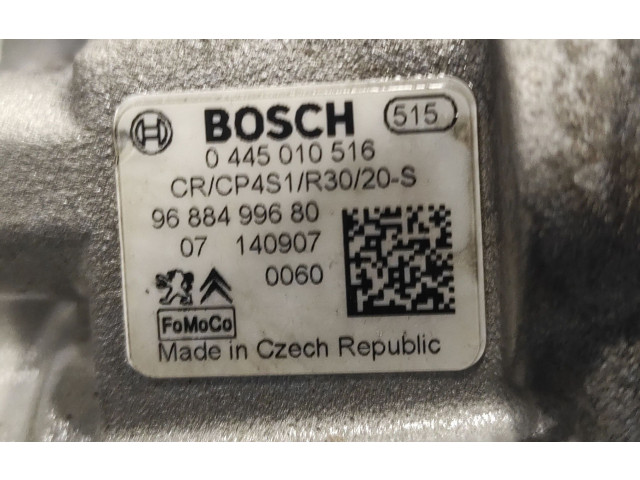 BOSCH 515
0 445 010 516
CR/CP4S1/R30/20-S
96 884 996 80
07 140907
0060
FoMoCo
Made in Czech Republic